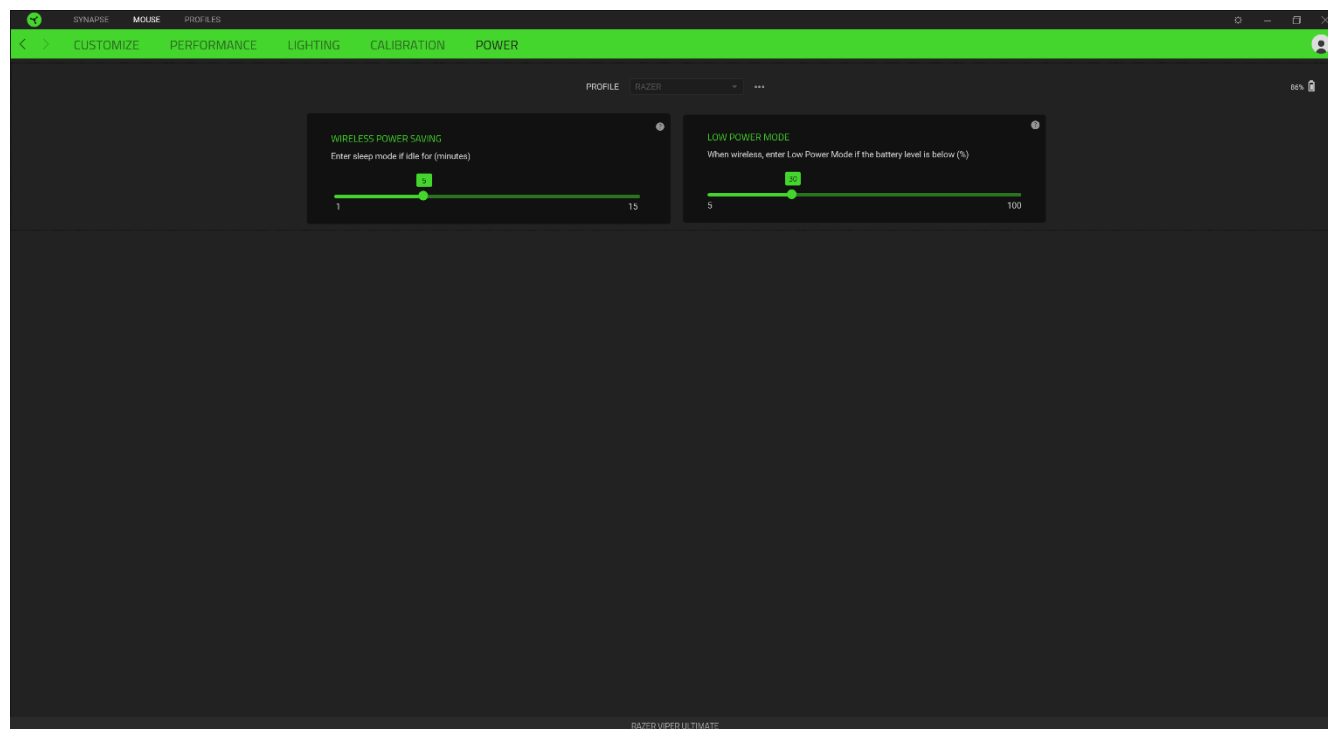 SYNAPSE MOUSE PROFILES
CUSTOMIZE PERFORMANCE LIGHTING CALIBRATION POWER
PROFILE RAZER
86%
WIRELESS POWER SAVING
Enter sleep mode if idle for (minutes)
5
1 15
LOW POWER MODE
When wireless, enter Low Power Mode if the battery level is below (%)
30
5 100
RAZER VIPER ULTIMATE